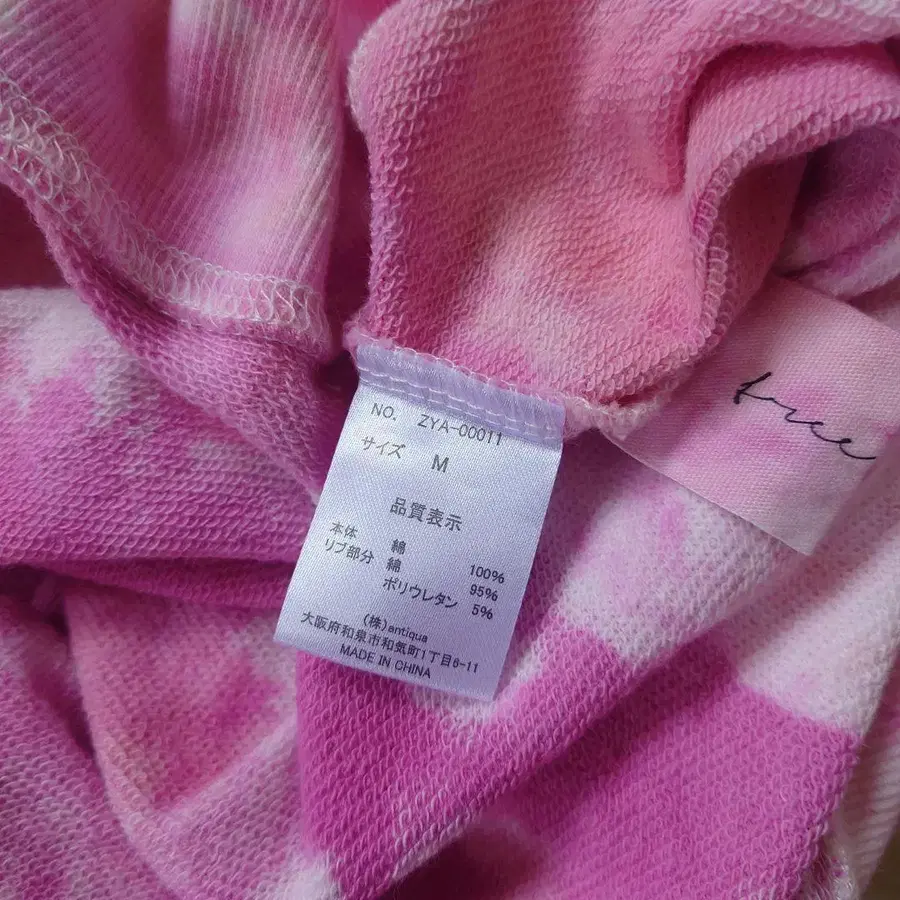 NO. ZYA-00011
サイズ M
品質表示
本体 綿 100%
リブ部分 綿 95%
ポリウレタン 5%
(株)antiqua
大阪府和泉市和気町1丁目6-11
MADE IN CHINA
free